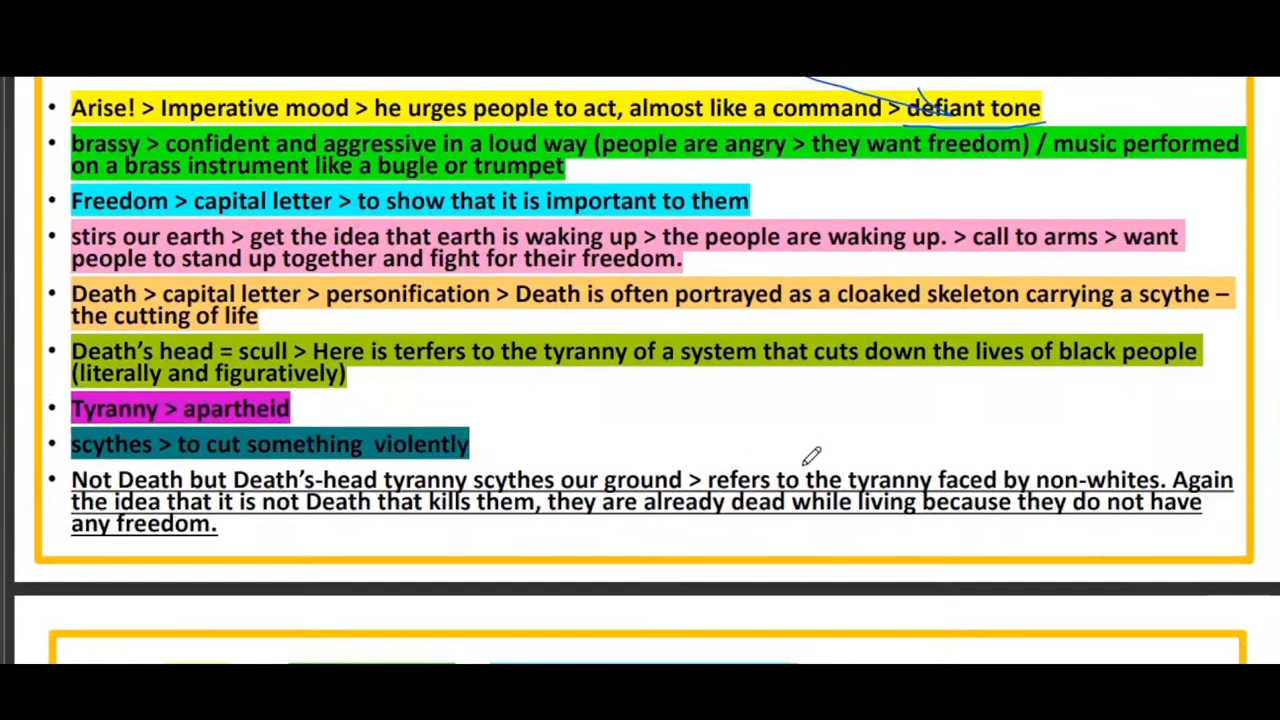 • Arise! > Imperative mood > he urges people to act, almost like a command > defiant tone
• brassy > confident and aggressive in a loud way (people are angry > they want freedom) / music performed
on a brass instrument like a bugle or trumpet
• Freedom > capital letter > to show that it is important to them
• stirs our earth > get the idea that earth is waking up > the people are waking up. > call to arms > want
people to stand up together and fight for their freedom.
• Death > capital letter > personification > Death is often portrayed as a cloaked skeleton carrying a scythe –
the cutting of life
• Death’s head = scull > Here is terfers to the tyranny of a system that cuts down the lives of black people
(literally and figuratively)
• Tyranny > apartheid
• scythes > to cut something violently
• Not Death but Death’s-head tyranny scythes our ground > refers to the tyranny faced by non-whites. Again
the idea that it is not Death that kills them, they are already dead while living because they do not have
any freedom.